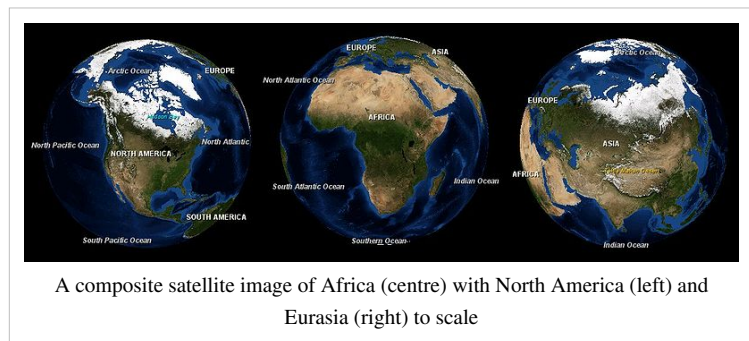 Arctic Ocean
EUROPE
Hudson Bay
North Pacific Ocean
North Atlantic
NORTH AMERICA
SOUTH AMERICA
South Pacific Ocean
EUROPE
ASIA
North Atlantic Ocean
AFRICA
South Atlantic Ocean
Indian Ocean
Southern Ocean
Arctic Ocean
EUROPE
ASIA
AFRICA
Indian Ocean
A composite satellite image of Africa (centre) with North America (left) and
Eurasia (right) to scale